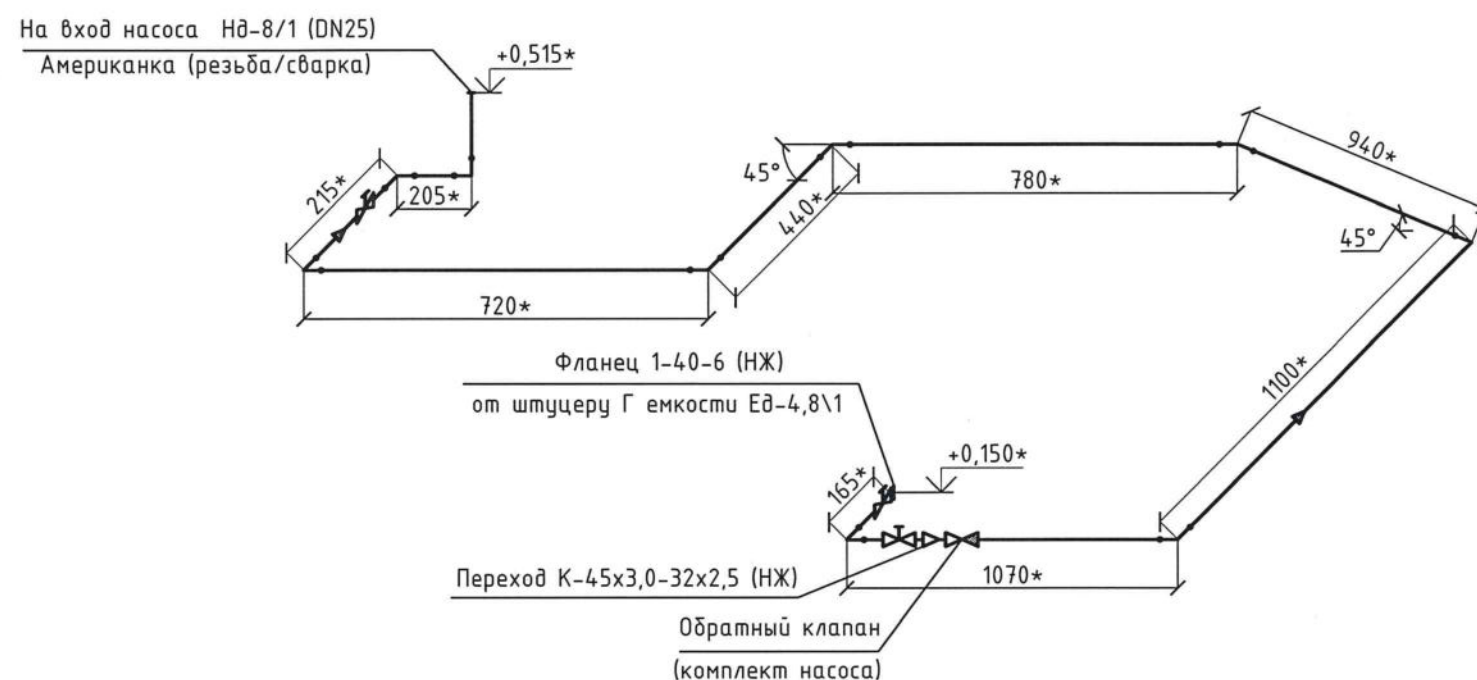 На вход насоса Нд-8/1 (DN25)
Американка (резьба/сварка)
+0,515*
215*
205*
720*
45°
440*
780*
940*
45°
1100*
Фланец 1-40-6 (НЖ)
от штуцеру Г емкости Ед-4,8\1
+0,150*
165*
Переход К-45х3,0-32х2,5 (НЖ)
1070*
Обратный клапан
(комплект насоса)